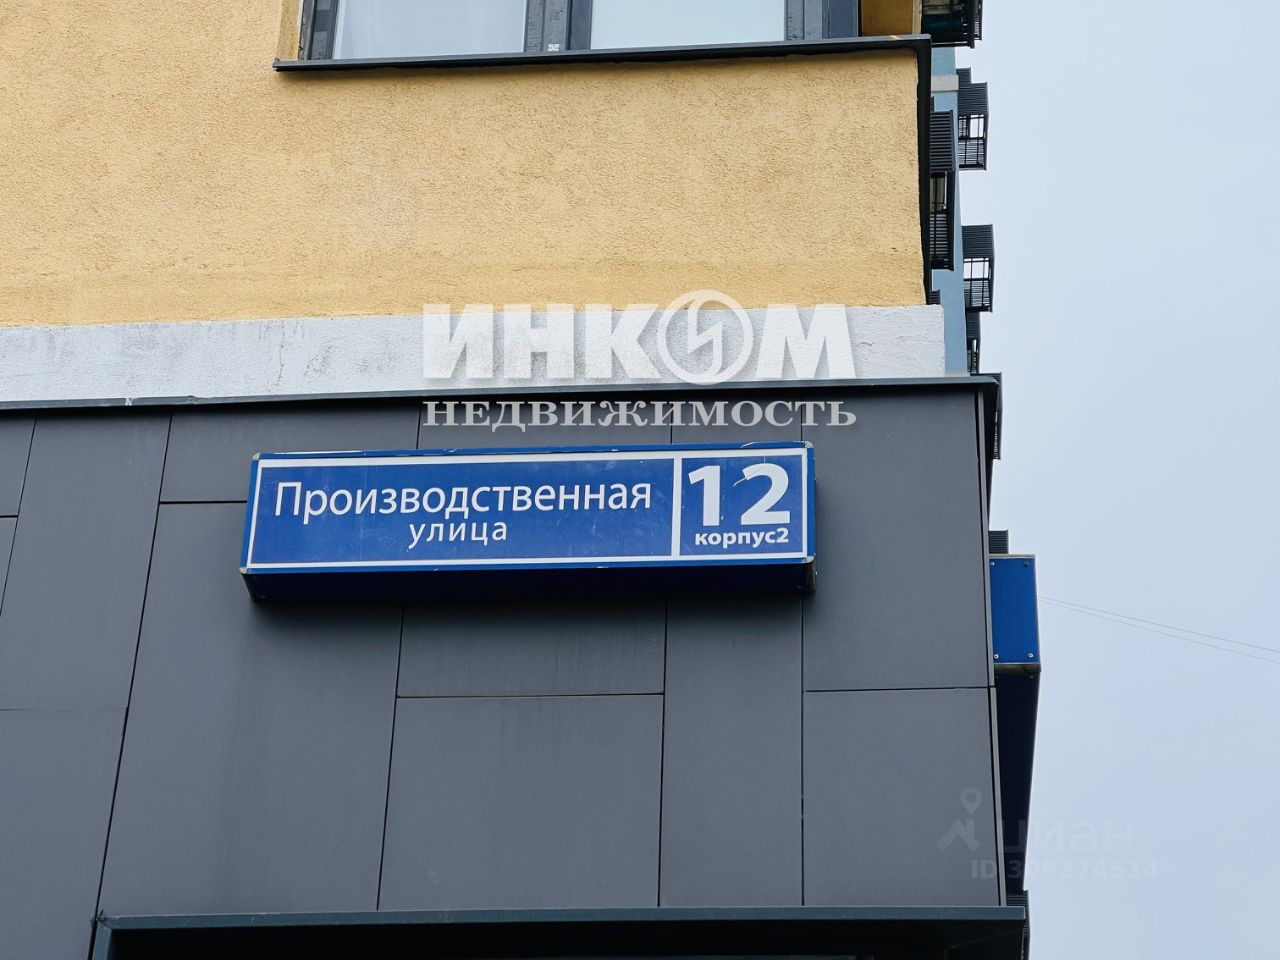 ИНКОМ
НЕДВИЖИМОСТЬ
Производственная
улица
12
корпус2
циан
ID 309374514